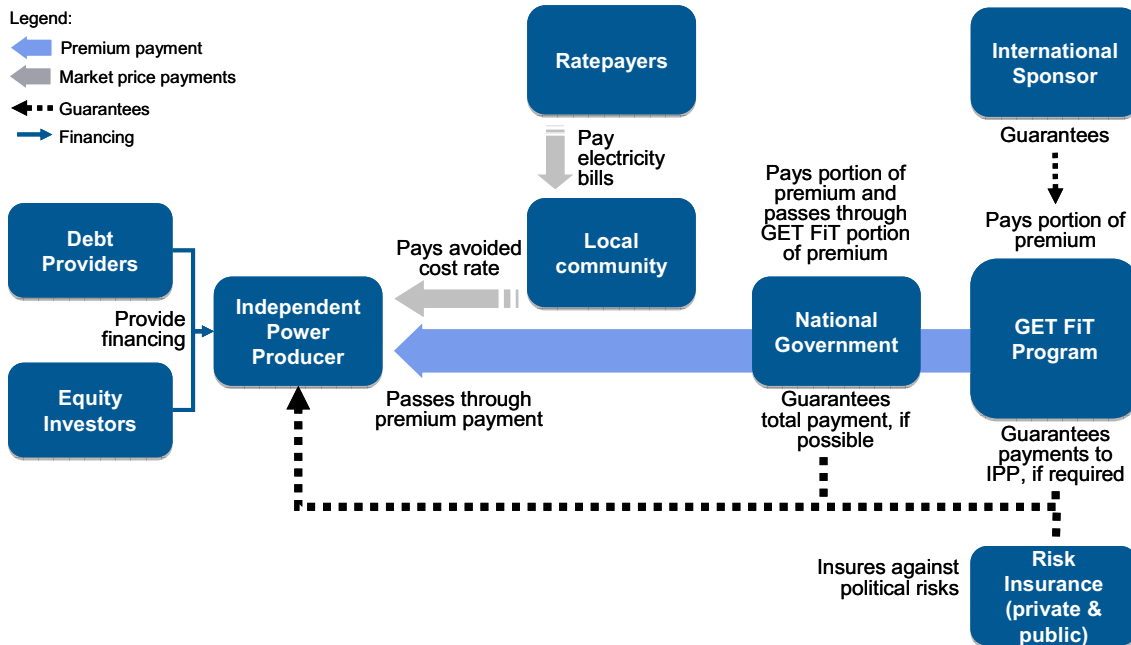 Legend:
Premium payment
Market price payments
Guarantees
Financing
Ratepayers
International
Sponsor
Guarantees
Pay
electricity
bills
Pays portion of
premium and
passes through
GET FiT portion
of premium
Pays portion
of premium
Debt
Providers
Pays avoided
cost rate
Local
community
Provide
financing
Independent
Power
Producer
National
Government
GET FiT
Program
Equity
Investors
Passes through
premium payment
Guarantees
total payment, if
possible
Guarantees
payments to
IPP, if required
Insures against
political risks
Risk
Insurance
(private &
public)